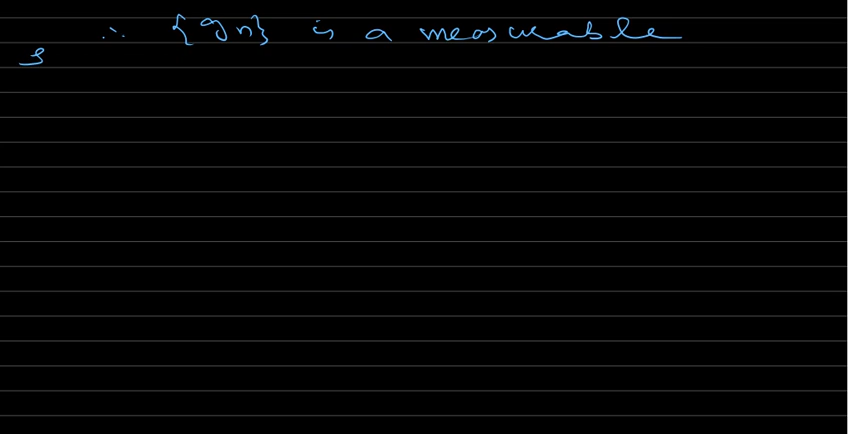 ∴ {gn} is a measurable
s